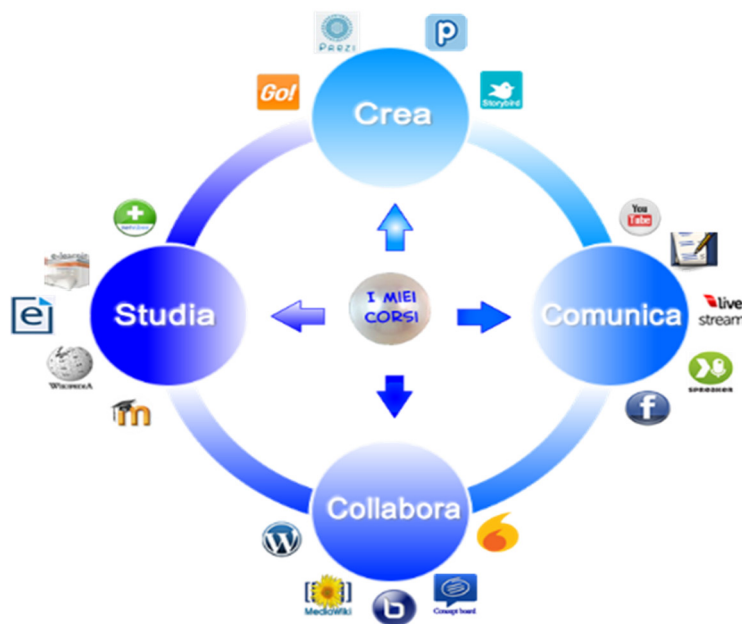 PREZI
p
Go!
Storybird
Crea
You
Tube
e-learning
e
Studia
I MIEI
CORSI
Comunica
live
stream
WIKIPEDIA
SPREAKER
f
m
Collabora
W
[[MediaWiki]]
b
Concept board